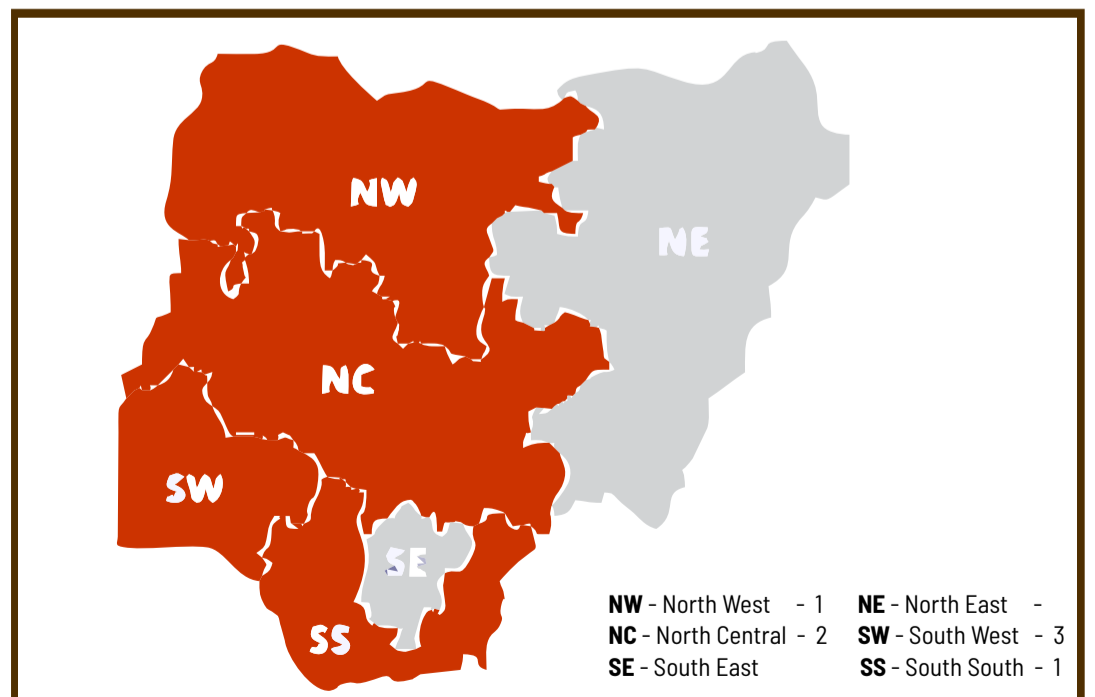 NW
NE
NC
SW
SE
SS
NW - North West - 1 NE - North East -
NC - North Central - 2 SW - South West - 3
SE - South East SS - South South - 1